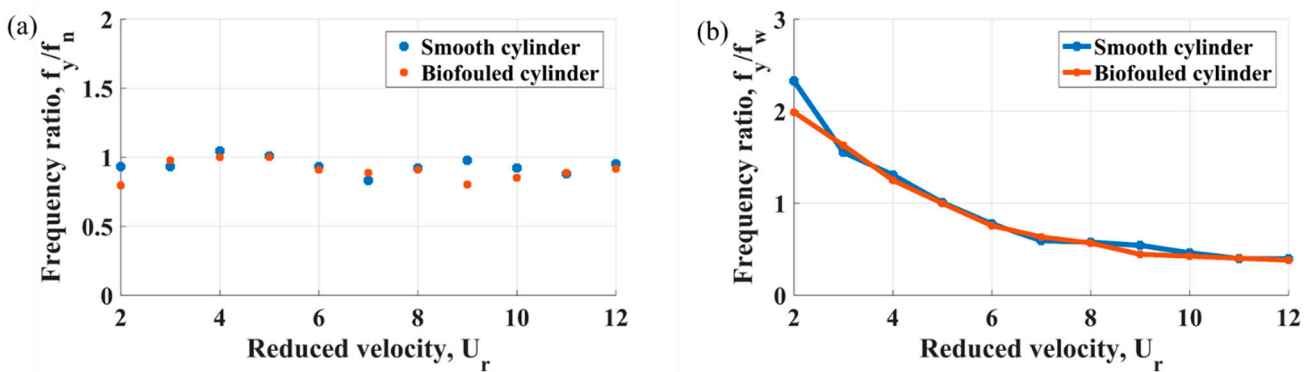 (a)
Frequency ratio, f_y/f_n
2
1.5
1
0.5
0
Smooth cylinder
Biofouled cylinder
2 4 6 8 10 12
Reduced velocity, U_r
(b)
Frequency ratio, f_y/f_w
3
2
1
0
Smooth cylinder
Biofouled cylinder
2 4 6 8 10 12
Reduced velocity, U_r